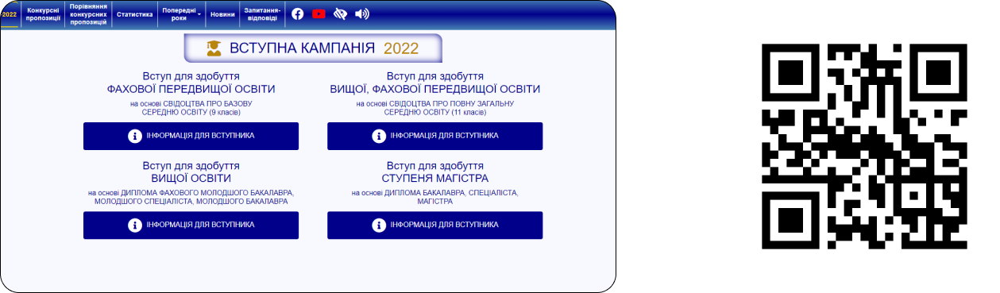 2022
Конкурсні
пропозиції
Порівняння
конкурсних
пропозицій
Статистика
Попередні
роки
Новини
Запитання-
відповіді
ВСТУПНА КАМПАНІЯ 2022
Вступ для здобуття
ФАХОВОЇ ПЕРЕДВИЩОЇ ОСВІТИ
на основі СВІДОЦТВА ПРО БАЗОВУ
СЕРЕДНЮ ОСВІТУ (9 класів)
ІНФОРМАЦІЯ ДЛЯ ВСТУПНИКА
Вступ для здобуття
ВИЩОЇ, ФАХОВОЇ ПЕРЕДВИЩОЇ ОСВІТИ
на основі СВІДОЦТВА ПРО ПОВНУ ЗАГАЛЬНУ
СЕРЕДНЮ ОСВІТУ (11 класів)
ІНФОРМАЦІЯ ДЛЯ ВСТУПНИКА
Вступ для здобуття
ВИЩОЇ ОСВІТИ
на основі ДИПЛОМА ФАХОВОГО МОЛОДШОГО БАКАЛАВРА,
МОЛОДШОГО СПЕЦІАЛІСТА, МОЛОДШОГО БАКАЛАВРА
ІНФОРМАЦІЯ ДЛЯ ВСТУПНИКА
Вступ для здобуття
СТУПЕНЯ МАГІСТРА
на основі ДИПЛОМА БАКАЛАВРА, СПЕЦІАЛІСТА,
МАГІСТРА
ІНФОРМАЦІЯ ДЛЯ ВСТУПНИКА